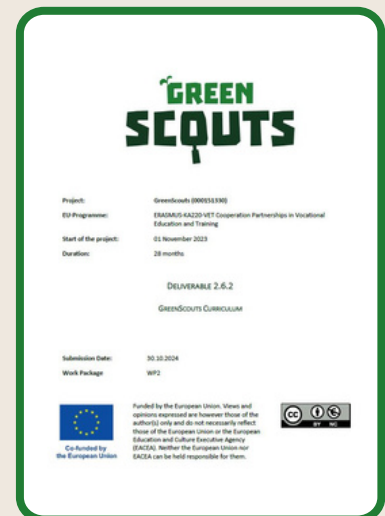 GREEN
SCOUTS
Project: GreenScouts (000151330)
EU-Programme: ERASMUS-KA220-VET Cooperation Partnerships in Vocational
Education and Training
Start of the project: 01 November 2023
Duration: 28 months
DELIVERABLE 2.6.2
GREENSCOUTS CURRICULUM
Submission Date: 30.10.2024
Work Package WP2
Co-funded by
the European Union
Funded by the European Union. Views and
opinions expressed are however those of the
author(s) only and do not necessarily reflect
those of the European Union or the European
Education and Culture Executive Agency
(EACEA). Neither the European Union nor
EACEA can be held responsible for them.
CC
BY NC